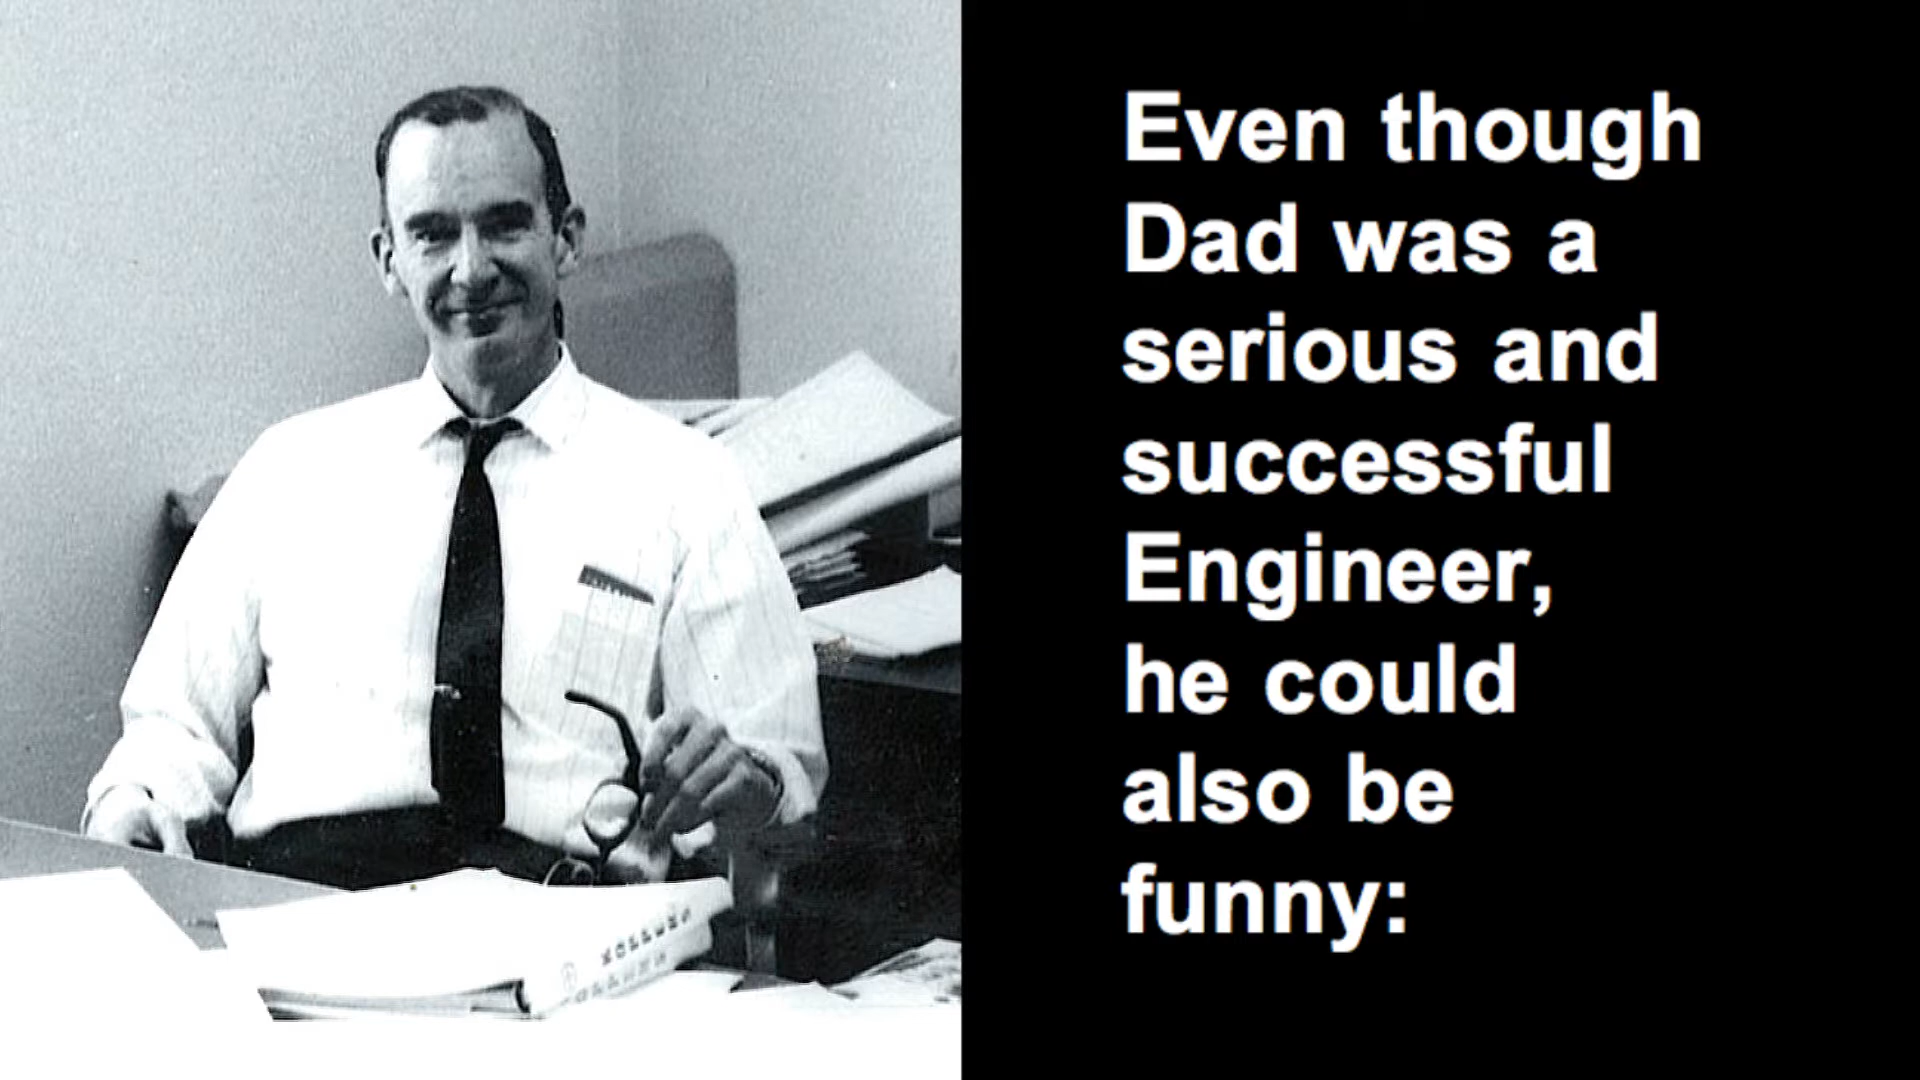 Even though
Dad was a
serious and
successful
Engineer,
he could
also be
funny: